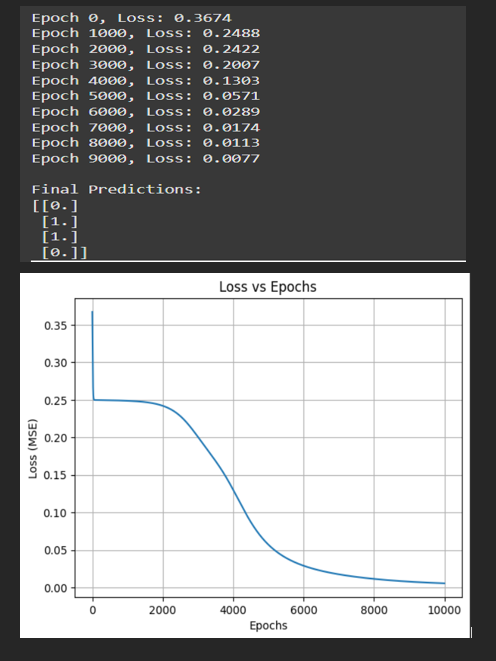 Epoch 0, Loss: 0.3674
Epoch 1000, Loss: 0.2488
Epoch 2000, Loss: 0.2422
Epoch 3000, Loss: 0.2007
Epoch 4000, Loss: 0.1303
Epoch 5000, Loss: 0.0571
Epoch 6000, Loss: 0.0289
Epoch 7000, Loss: 0.0174
Epoch 8000, Loss: 0.0113
Epoch 9000, Loss: 0.0077
Final Predictions:
[[0.]
[1.]
[1.]
[0.]]
Loss vs Epochs
Loss (MSE)
0.35
0.30
0.25
0.20
0.15
0.10
0.05
0.00
0 2000 4000 6000 8000 10000
Epochs